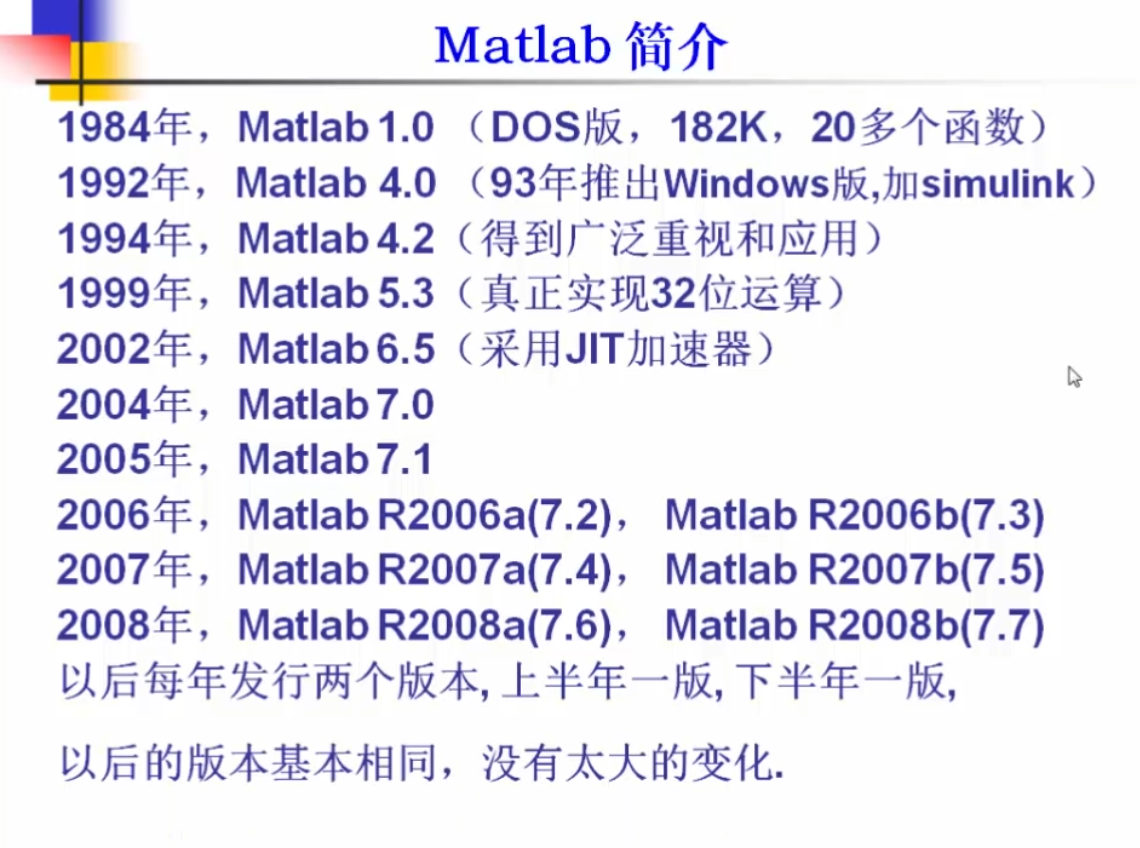 Matlab 简介
1984年，Matlab 1.0 （DOS版，182K，20多个函数）
1992年，Matlab 4.0 （93年推出Windows版,加simulink）
1994年，Matlab 4.2（得到广泛重视和应用）
1999年，Matlab 5.3（真正实现32位运算）
2002年，Matlab 6.5（采用JIT加速器）
2004年，Matlab 7.0
2005年，Matlab 7.1
2006年，Matlab R2006a(7.2)， Matlab R2006b(7.3)
2007年，Matlab R2007a(7.4)， Matlab R2007b(7.5)
2008年，Matlab R2008a(7.6)， Matlab R2008b(7.7)
以后每年发行两个版本, 上半年一版, 下半年一版,
以后的版本基本相同，没有太大的变化.